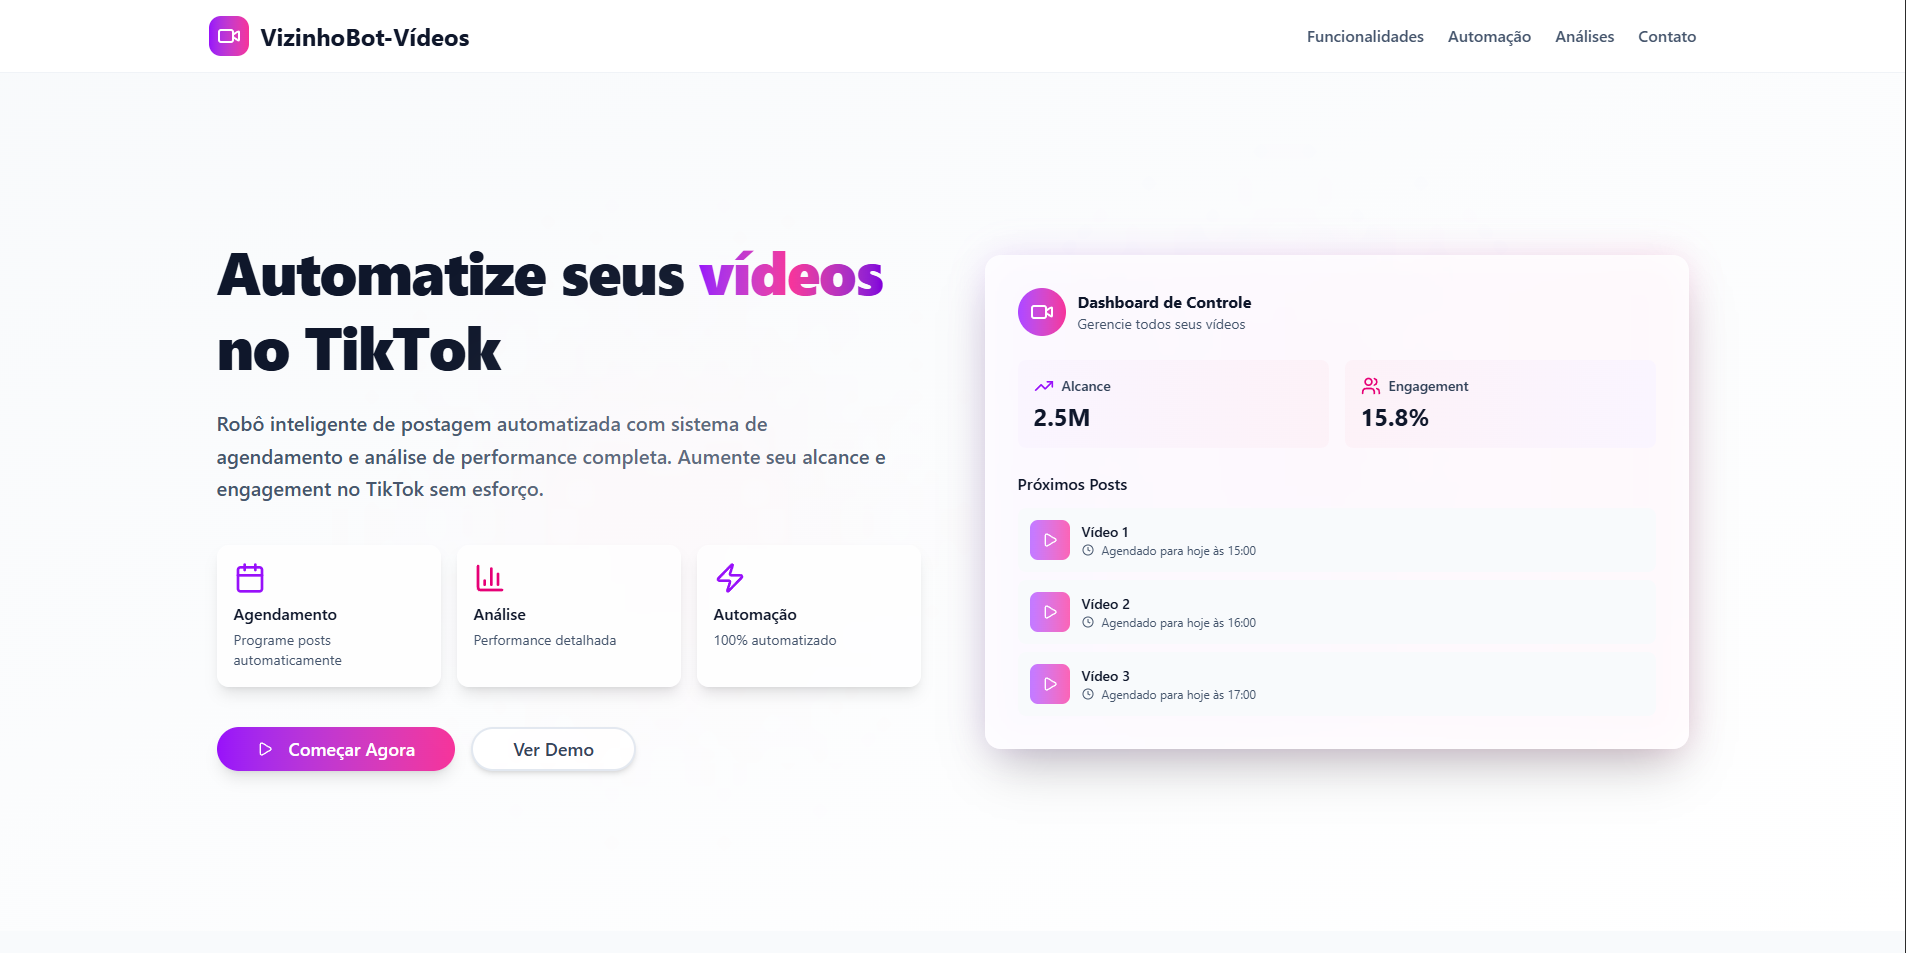 VizinhoBot-Vídeos
Funcionalidades
Automação
Análises
Contato
Automatize seus vídeos
no TikTok
Robô inteligente de postagem automatizada com sistema de
agendamento e análise de performance completa. Aumente seu alcance e
engagement no TikTok sem esforço.
Agendamento
Programe posts
automaticamente
Análise
Performance detalhada
Automação
100% automatizado
Começar Agora
Ver Demo
Dashboard de Controle
Gerencie todos seus vídeos
Alcance
2.5M
Engagement
15.8%
Próximos Posts
Vídeo 1
Agendado para hoje às 15:00
Vídeo 2
Agendado para hoje às 16:00
Vídeo 3
Agendado para hoje às 17:00